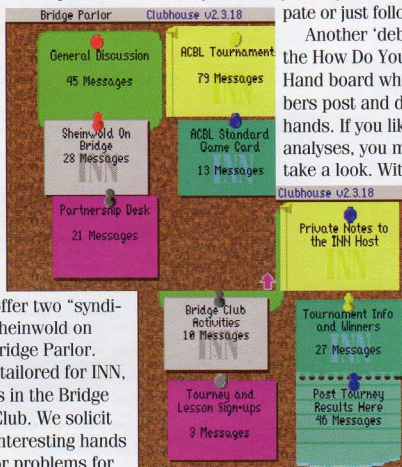 Bridge Parlor Clubhouse v2.3.18
General Discussion
45 Messages
ACBL Tournament
79 Messages
Sheinwold On
Bridge
28 Messages
ACBL Standard
Game Card
13 Messages
Partnership Desk
21 Messages
INN
INN
pate or just follo
Another ‘deb
the How Do You
Hand board wh
bers post and d
hands. If you lik
analyses, you m
take a look. Wit
Clubhouse v2.3.18
Private Notes to
the INN Host
INN
Bridge Club
Activities
10 Messages
INN
Tournament Info
and Winners
27 Messages
Tourney and
Lesson Sign-ups
3 Messages
Post Tourney
Results Here
46 Messages
offer two “syndi-
heinwold on
ridge Parlor.
tailored for INN,
s in the Bridge
Club. We solicit
nteresting hands
or problems for